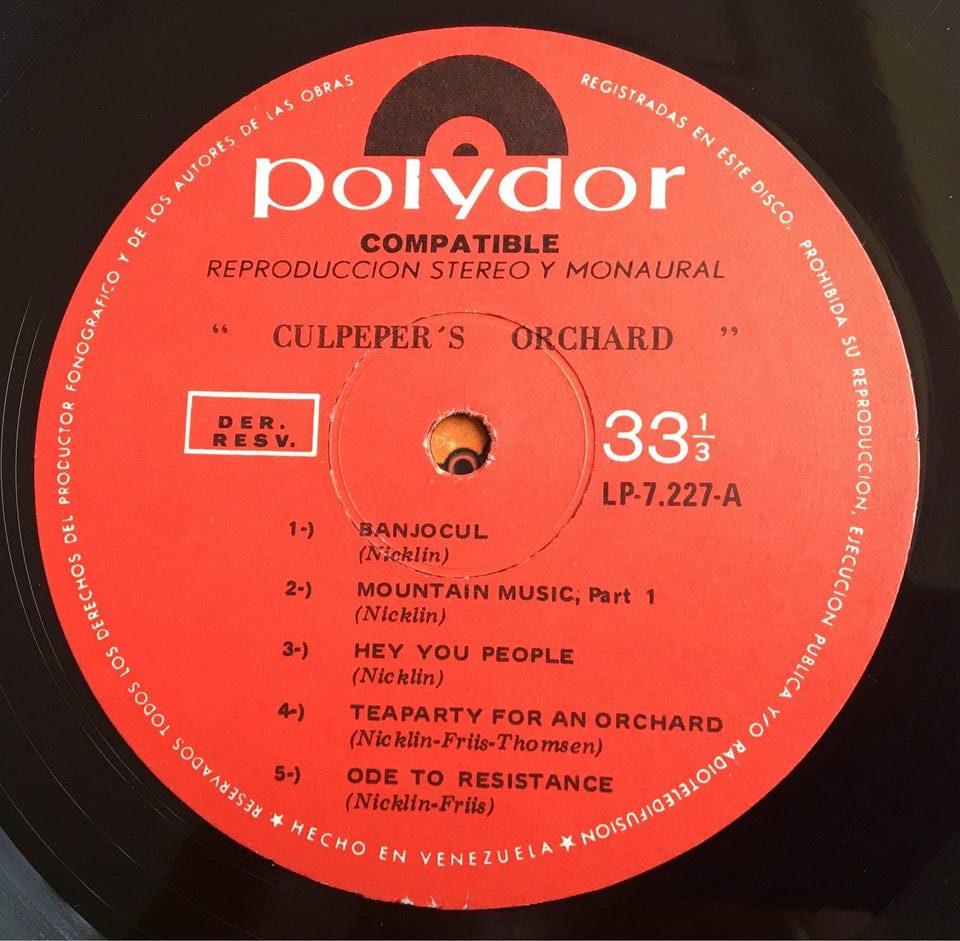 RESERVADOS TODOS LOS DERECHOS DEL PRODUCTOR FONOGRAFICO Y DE LOS AUTORES DE LAS OBRAS REGISTRADAS EN ESTE DISCO. PROHIBIDA SU REPRODUCCION, EJECUCION PUBLICA Y/O RADIOTELEDIFUSION
polydor
COMPATIBLE
REPRODUCCION STEREO Y MONAURAL
" CULPEPER´S ORCHARD "
DER.
RESV.
33 1/3
LP-7.227-A
1-) BANJOCUL
(Nicklin)
2-) MOUNTAIN MUSIC, Part 1
(Nicklin)
3-) HEY YOU PEOPLE
(Nicklin)
4-) TEAPARTY FOR AN ORCHARD
(Nicklin-Friis-Thomsen)
5-) ODE TO RESISTANCE
(Nicklin-Friis)
★ HECHO EN VENEZUELA ★